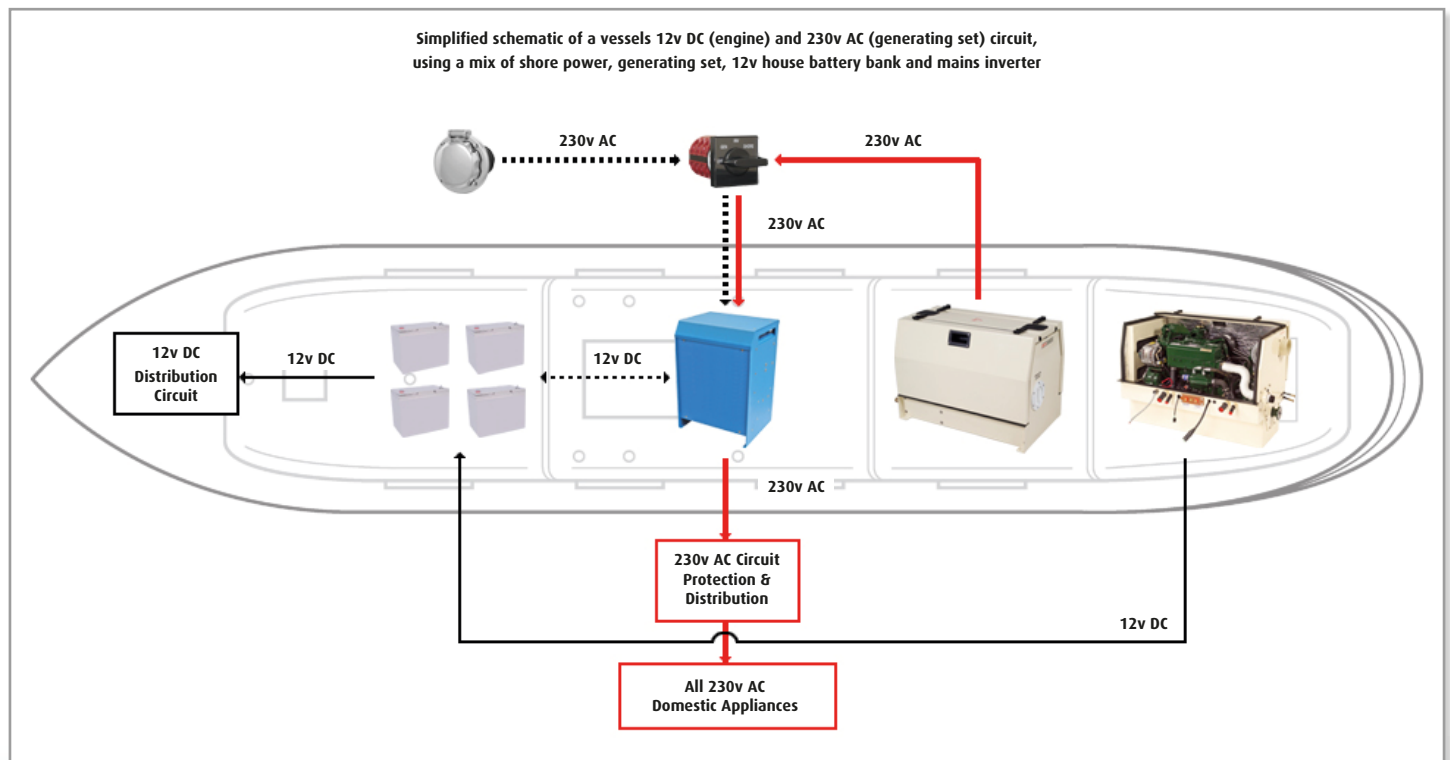 Simplified schematic of a vessels 12v DC (engine) and 230v AC (generating set) circuit,
using a mix of shore power, generating set, 12v house battery bank and mains inverter
230v AC
230v AC
230v AC
12v DC
Distribution
Circuit
12v DC
12v DC
230v AC
230v AC Circuit
Protection &
Distribution
12v DC
All 230v AC
Domestic Appliances